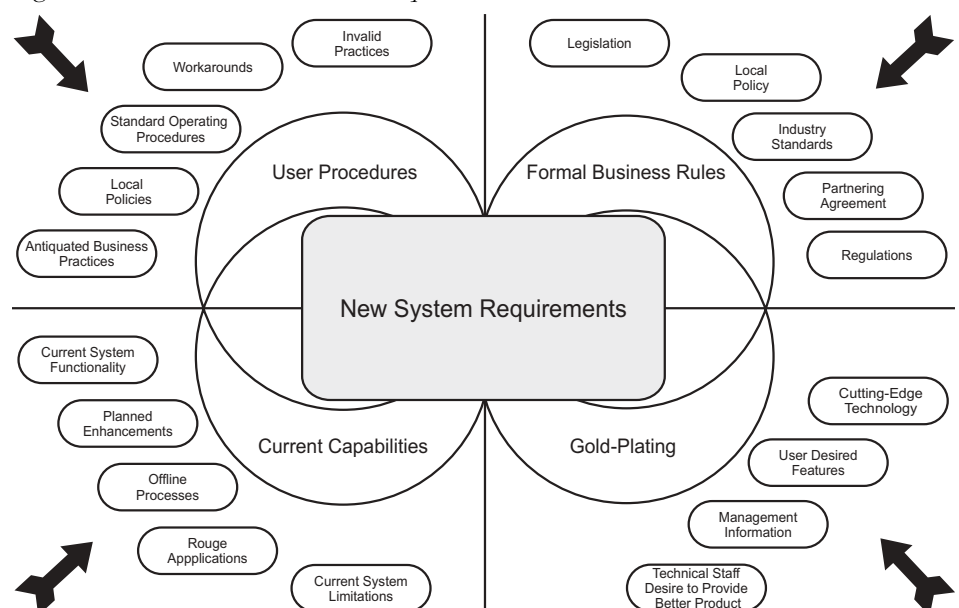 Invalid
Practices
Workarounds
Standard Operating
Procedures
Local
Policies
Antiquated Business
Practices
User Procedures
Legislation
Local
Policy
Industry
Standards
Partnering
Agreement
Regulations
Formal Business Rules
New System Requirements
Current System
Functionality
Planned
Enhancements
Offline
Processes
Rouge
Appplications
Current System
Limitations
Current Capabilities
Gold-Plating
Cutting-Edge
Technology
User Desired
Features
Management
Information
Technical Staff
Desire to Provide
Better Product